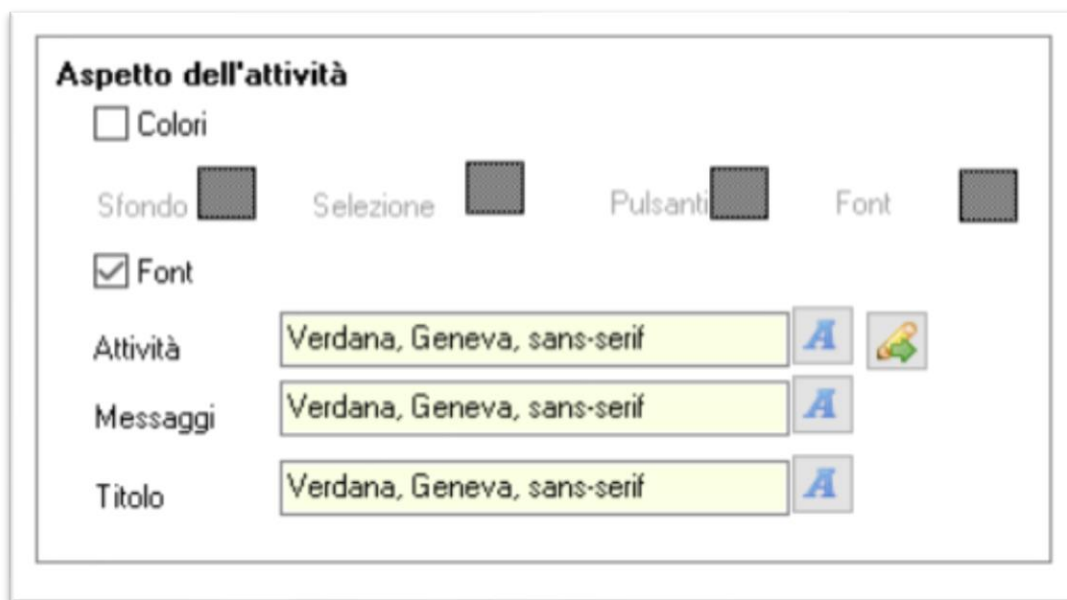 Aspetto dell'attività
Colori
Sfondo Selezione Pulsanti Font
Font
Attività Verdana, Geneva, sans-serif A
Messaggi Verdana, Geneva, sans-serif A
Titolo Verdana, Geneva, sans-serif A